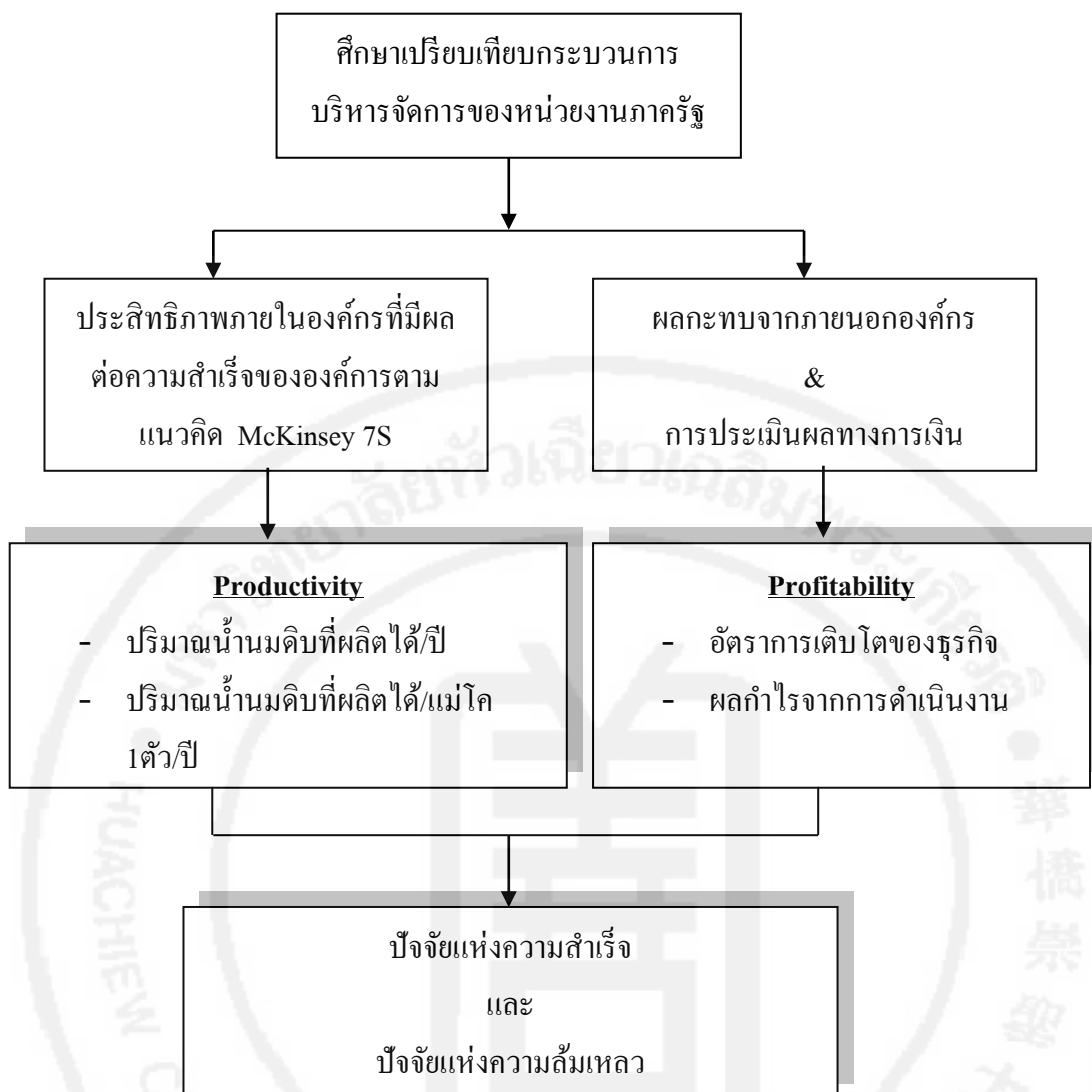 ศึกษาเปรียบเทียบกระบวนการ
บริหารจัดการของหน่วยงานภาครัฐ
ประสิทธิภาพภายในองค์กรที่มีผล
ต่อความสำเร็จขององค์การตาม
แนวคิด McKinsey 7S
ผลกะทบจากภายนอกองค์กร
&
การประเมินผลทางการเงิน
Productivity
- ปริมาณน้ำนมดิบที่ผลิตได้/ปี
- ปริมาณน้ำนมดิบที่ผลิตได้/แม่โค
1ตัว/ปี
Profitability
- อัตราการเติบโตของธุรกิจ
- ผลกำไรจากการดำเนินงาน
ปัจจัยแห่งความสำเร็จ
และ
ปัจจัยแห่งความล้มเหลว
HUACHIEW
華僑崇聖